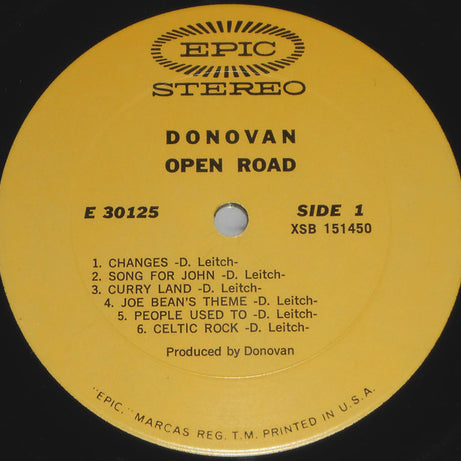 EPIC
STEREO
DONOVAN
OPEN ROAD
E 30125 SIDE 1
XSB 151450
1. CHANGES -D. Leitch-
2. SONG FOR JOHN -D. Leitch-
3. CURRY LAND -D. Leitch-
4. JOE BEAN'S THEME -D. Leitch-
5. PEOPLE USED TO -D. Leitch-
6. CELTIC ROCK -D. Leitch-
Produced by Donovan
"EPIC," MARCAS REG. T.M. PRINTED IN U.S.A.